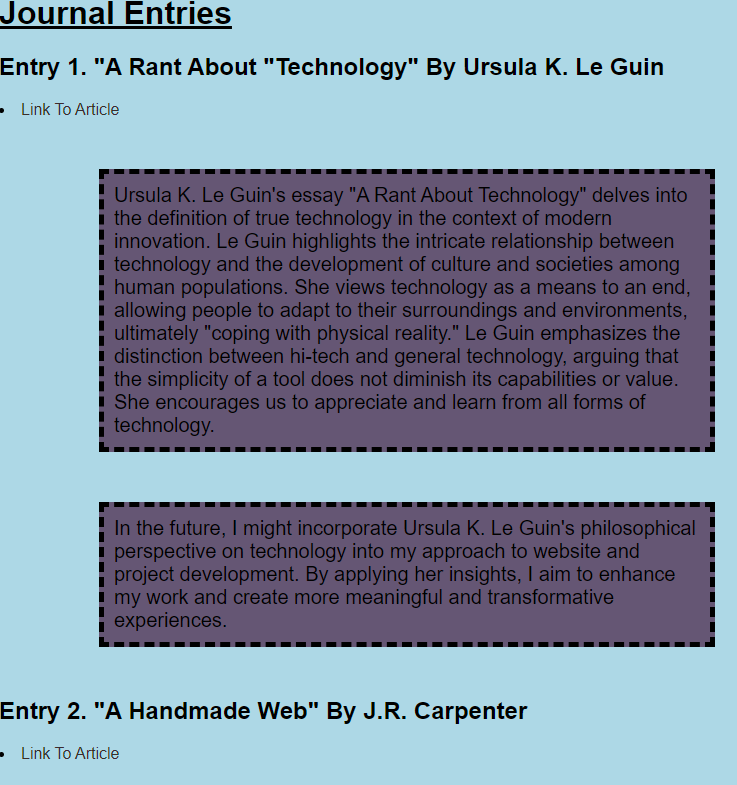 Journal Entries
Entry 1. "A Rant About "Technology" By Ursula K. Le Guin
Link To Article
Ursula K. Le Guin's essay "A Rant About Technology" delves into
the definition of true technology in the context of modern
innovation. Le Guin highlights the intricate relationship between
technology and the development of culture and societies among
human populations. She views technology as a means to an end,
allowing people to adapt to their surroundings and environments,
ultimately "coping with physical reality." Le Guin emphasizes the
distinction between hi-tech and general technology, arguing that
the simplicity of a tool does not diminish its capabilities or value.
She encourages us to appreciate and learn from all forms of
technology.
In the future, I might incorporate Ursula K. Le Guin's philosophical
perspective on technology into my approach to website and
project development. By applying her insights, I aim to enhance
my work and create more meaningful and transformative
experiences.
Entry 2. "A Handmade Web" By J.R. Carpenter
Link To Article